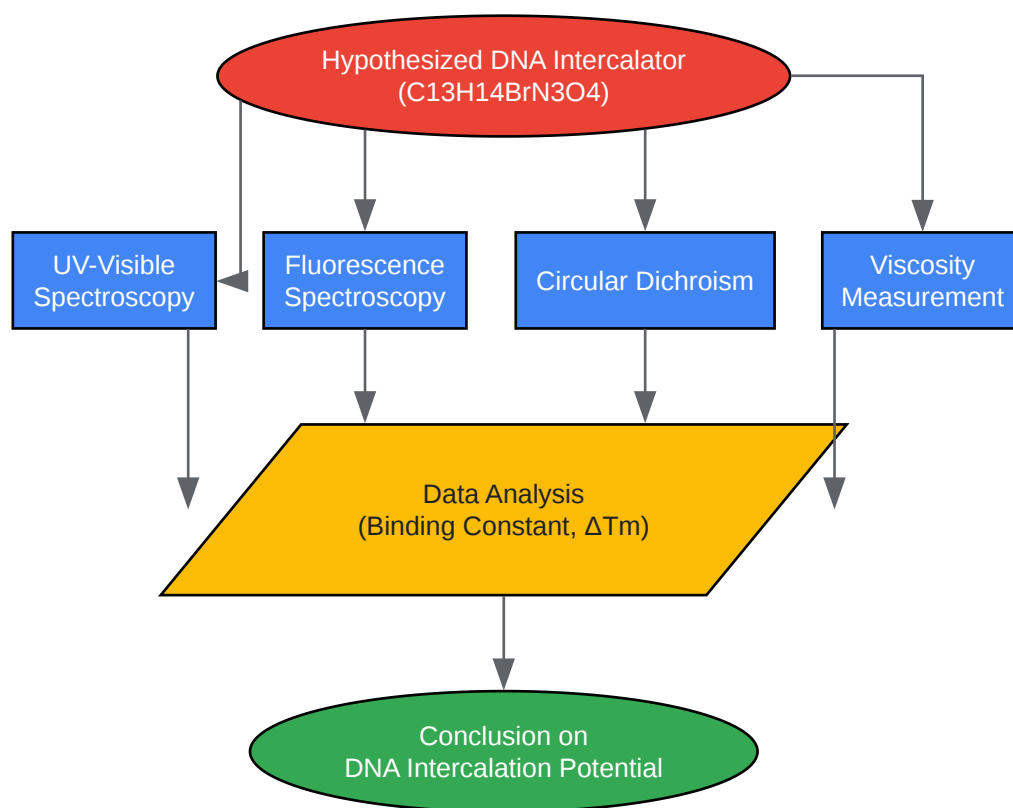 Hypothesized DNA Intercalator
(C13H14BrN3O4)
UV-Visible
Spectroscopy
Fluorescence
Spectroscopy
Circular Dichroism
Viscosity
Measurement
Data Analysis
(Binding Constant, ΔTm)
Conclusion on
DNA Intercalation Potential